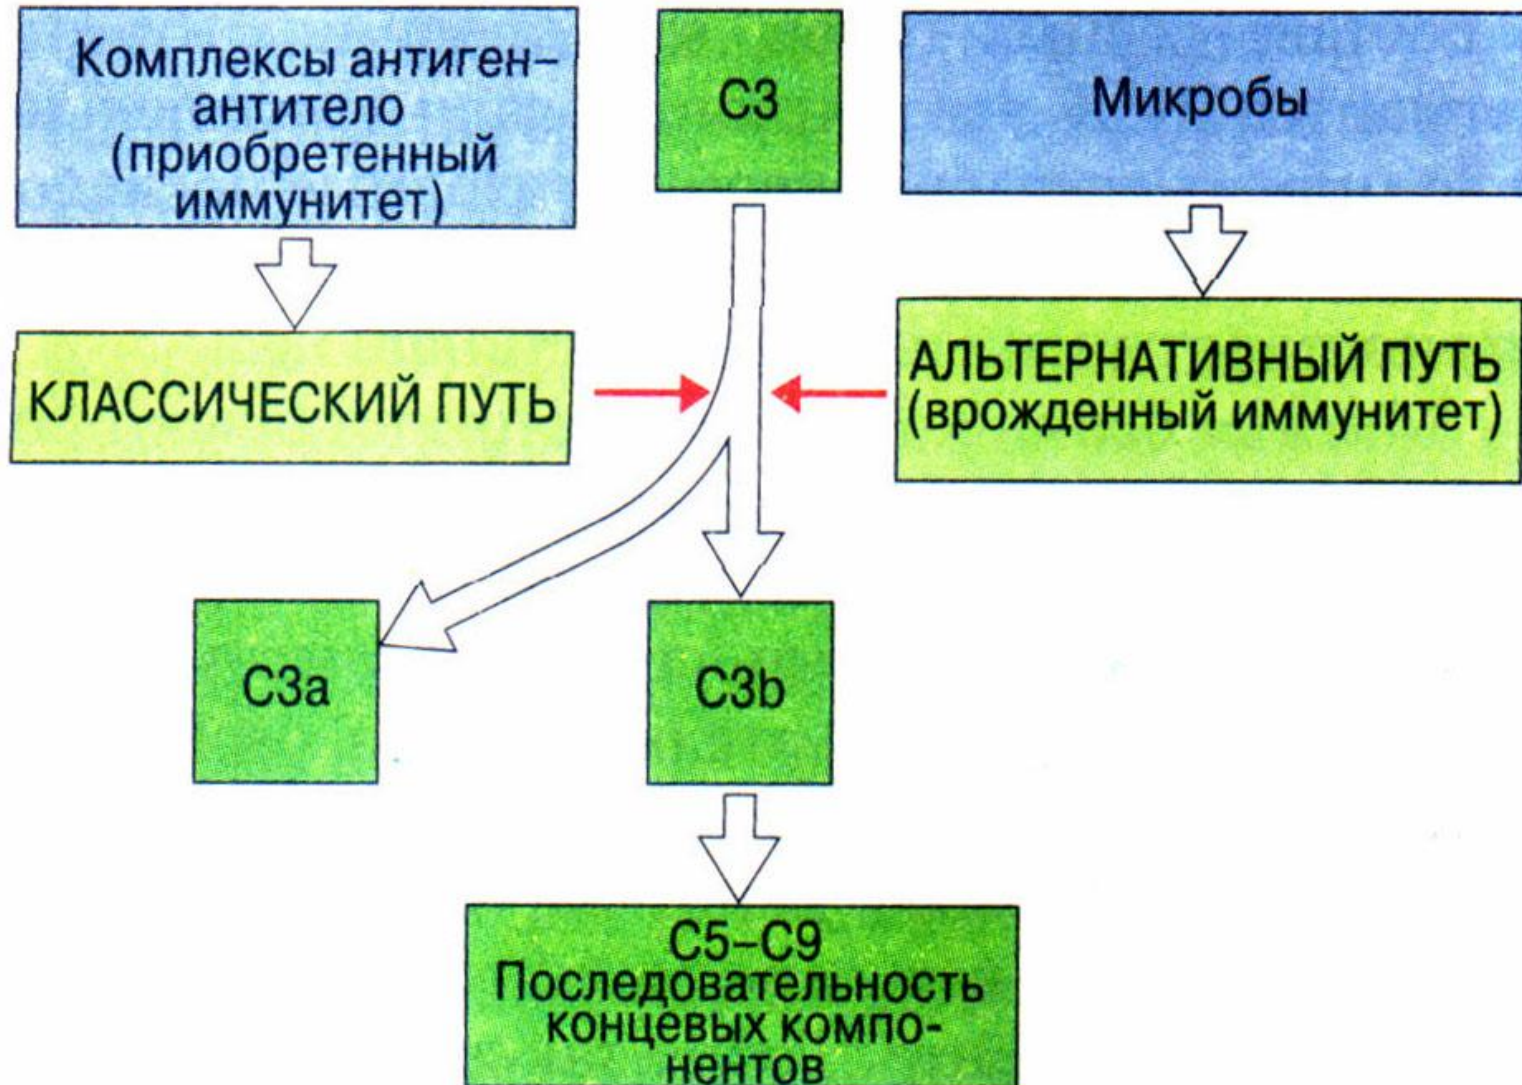 Комплексы антиген–
антитело
(приобретенный
иммунитет)
C3
Микробы
КЛАССИЧЕСКИЙ ПУТЬ
АЛЬТЕРНАТИВНЫЙ ПУТЬ
(врожденный иммунитет)
C3a
C3b
C5–C9
Последовательность
концевых компо-
нентов